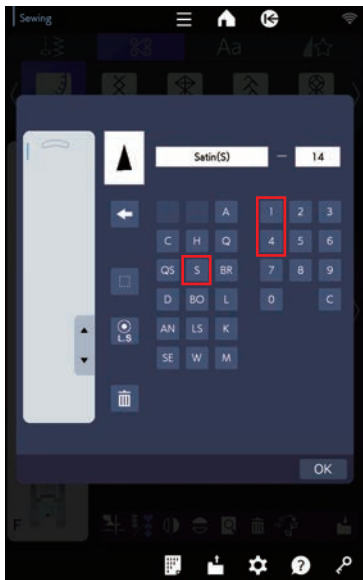 Sewing
Aa
Satin(S) – 14
A 1 2 3
C H Q 4 5 6
QS S BR 7 8 9
D BO L 0 C
L.S AN LS K
SE W M
OK
F
?